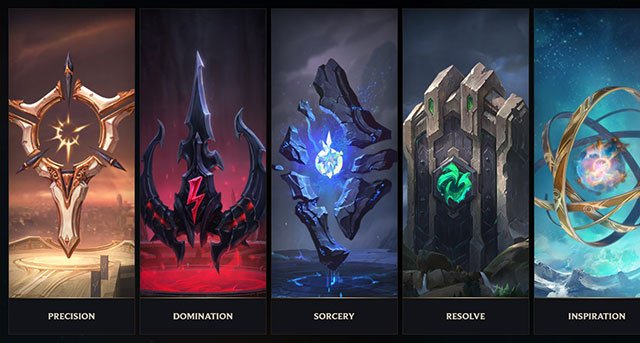 PRECISION
DOMINATION
SORCERY
RESOLVE
INSPIRATION